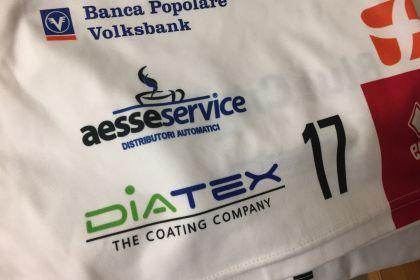 Banca Popolare
Volksbank
aesseservice
DISTRIBUTORI AUTOMATICI
DIATEX
THE COATING COMPANY
17